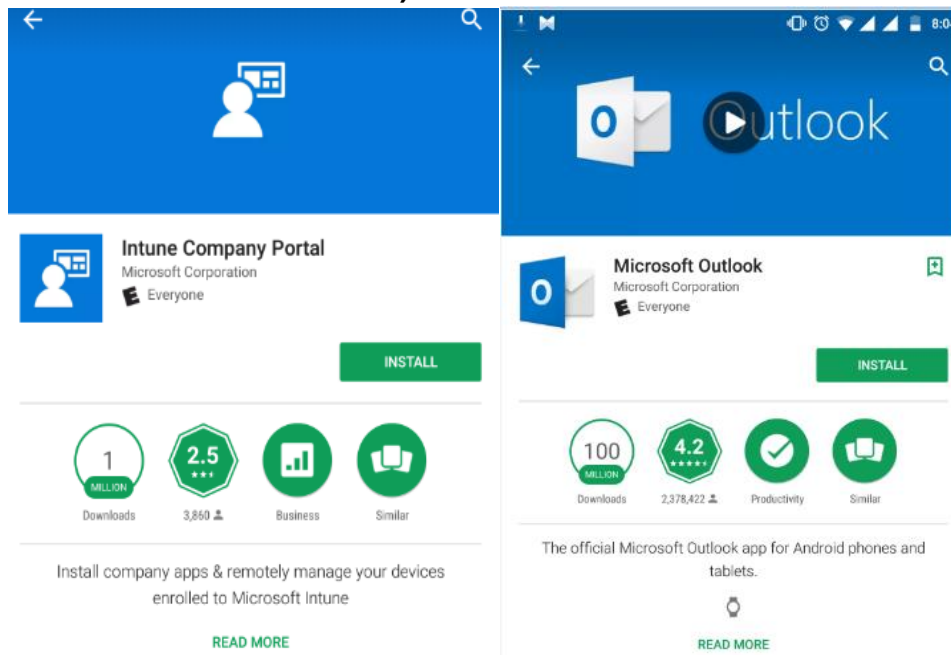 Intune Company Portal
Microsoft Corporation
E Everyone
INSTALL
1
MILLION
2.5
Downloads
3,860
Business
Similar
Install company apps & remotely manage your devices
enrolled to Microsoft Intune
READ MORE
8:0
O
Outlook
O
Microsoft Outlook
Microsoft Corporation
E Everyone
INSTALL
100
MILLION
4.2
Downloads
2,378,422
Productivity
Similar
The official Microsoft Outlook app for Android phones and
tablets.
READ MORE